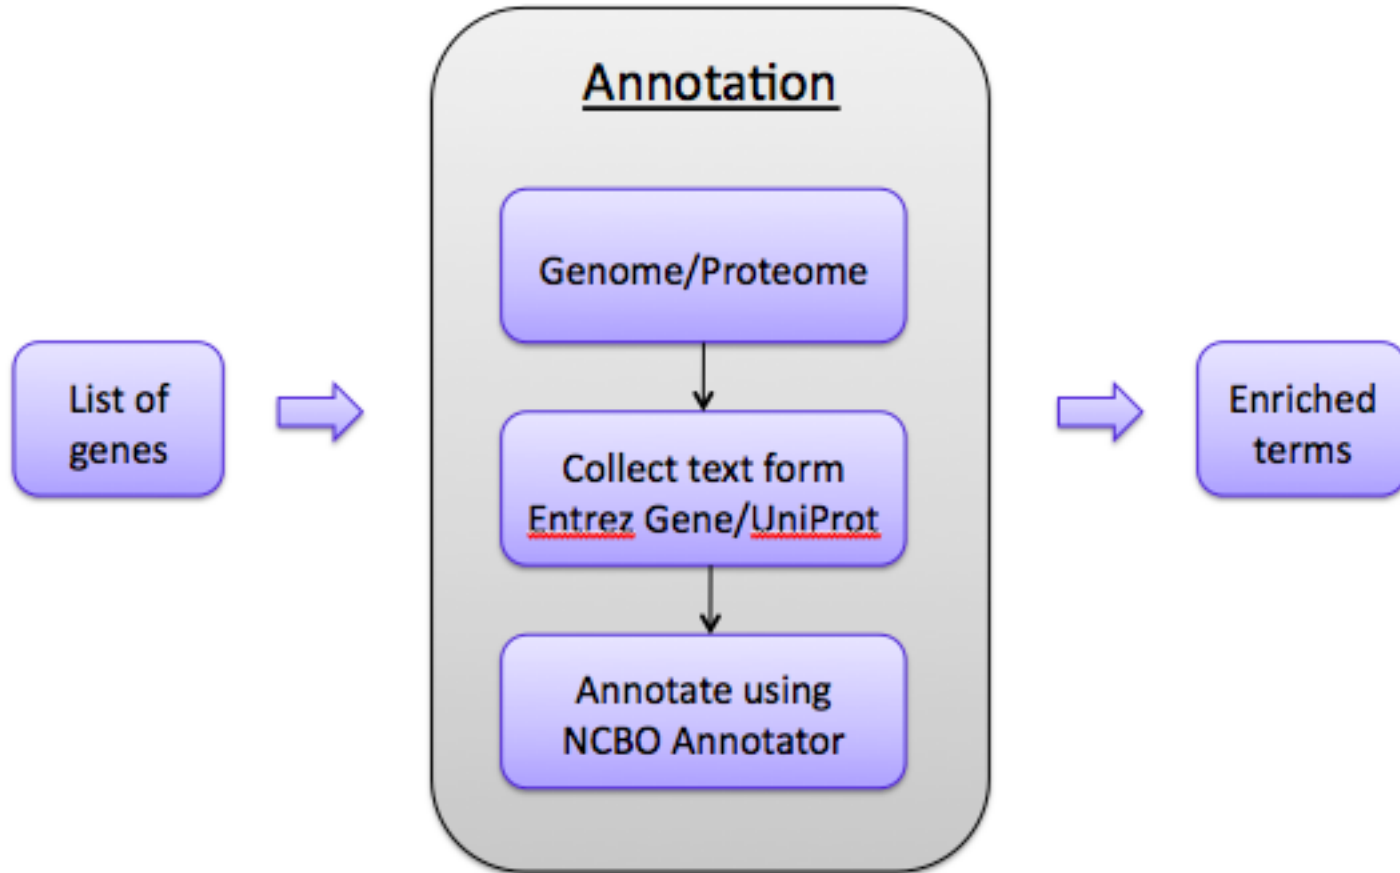 Annotation
Genome/Proteome
List of
genes
Collect text form
Entrez Gene/UniProt
Annotate using
NCBO Annotator
Enriched
terms